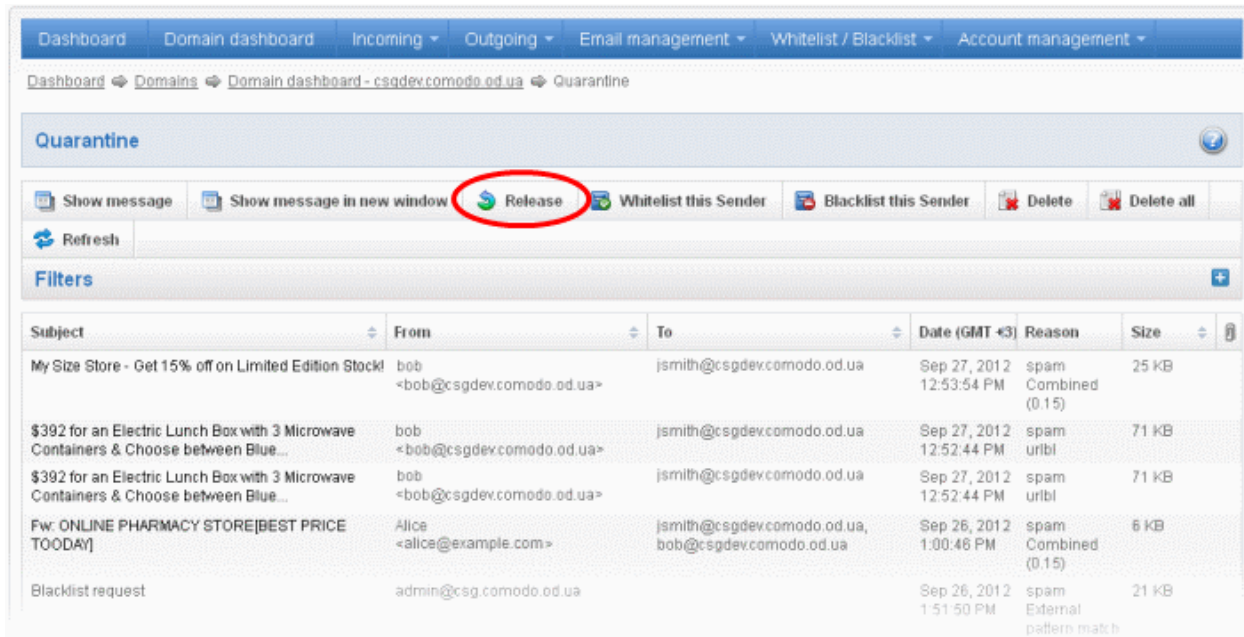 Dashboard Domain dashboard Incoming Outgoing Email management Whitelist / Blacklist Account management
Dashboard Domains Domain dashboard - csgdev.comodo.od.ua Quarantine
Quarantine
Show message Show message in new window Release Whitelist this Sender Blacklist this Sender Delete Delete all
Refresh
Filters
Subject From To Date (GMT +3) Reason Size
My Size Store - Get 15% off on Limited Edition Stock! bob jsmith@csgdev.comodo.od.ua Sep 27, 2012 spam 25 KB
<bob@csgdev.comodo.od.ua> 12:53:54 PM Combined
(0.15)
$392 for an Electric Lunch Box with 3 Microwave bob jsmith@csgdev.comodo.od.ua Sep 27, 2012 spam 71 KB
Containers & Choose between Blue... <bob@csgdev.comodo.od.ua> 12:52:44 PM urlbl
$392 for an Electric Lunch Box with 3 Microwave bob jsmith@csgdev.comodo.od.ua Sep 27, 2012 spam 71 KB
Containers & Choose between Blue... <bob@csgdev.comodo.od.ua> 12:52:44 PM urlbl
Fw: ONLINE PHARMACY STORE[BEST PRICE Alice jsmith@csgdev.comodo.od.ua, Sep 26, 2012 spam 6 KB
TOODAY] <alice@example.com> bob@csgdev.comodo.od.ua 1:00:46 PM Combined
(0.15)
Blacklist request admin@csg.comodo.od.ua Sep 26, 2012 spam 21 KB
1:51:50 PM External
pattern match